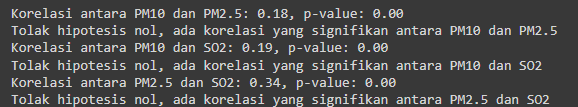 Korelasi antara PM10 dan PM2.5: 0.18, p-value: 0.00
Tolak hipotesis nol, ada korelasi yang signifikan antara PM10 dan PM2.5
Korelasi antara PM10 dan SO2: 0.19, p-value: 0.00
Tolak hipotesis nol, ada korelasi yang signifikan antara PM10 dan SO2
Korelasi antara PM2.5 dan SO2: 0.34, p-value: 0.00
Tolak hipotesis nol, ada korelasi yang signifikan antara PM2.5 dan SO2